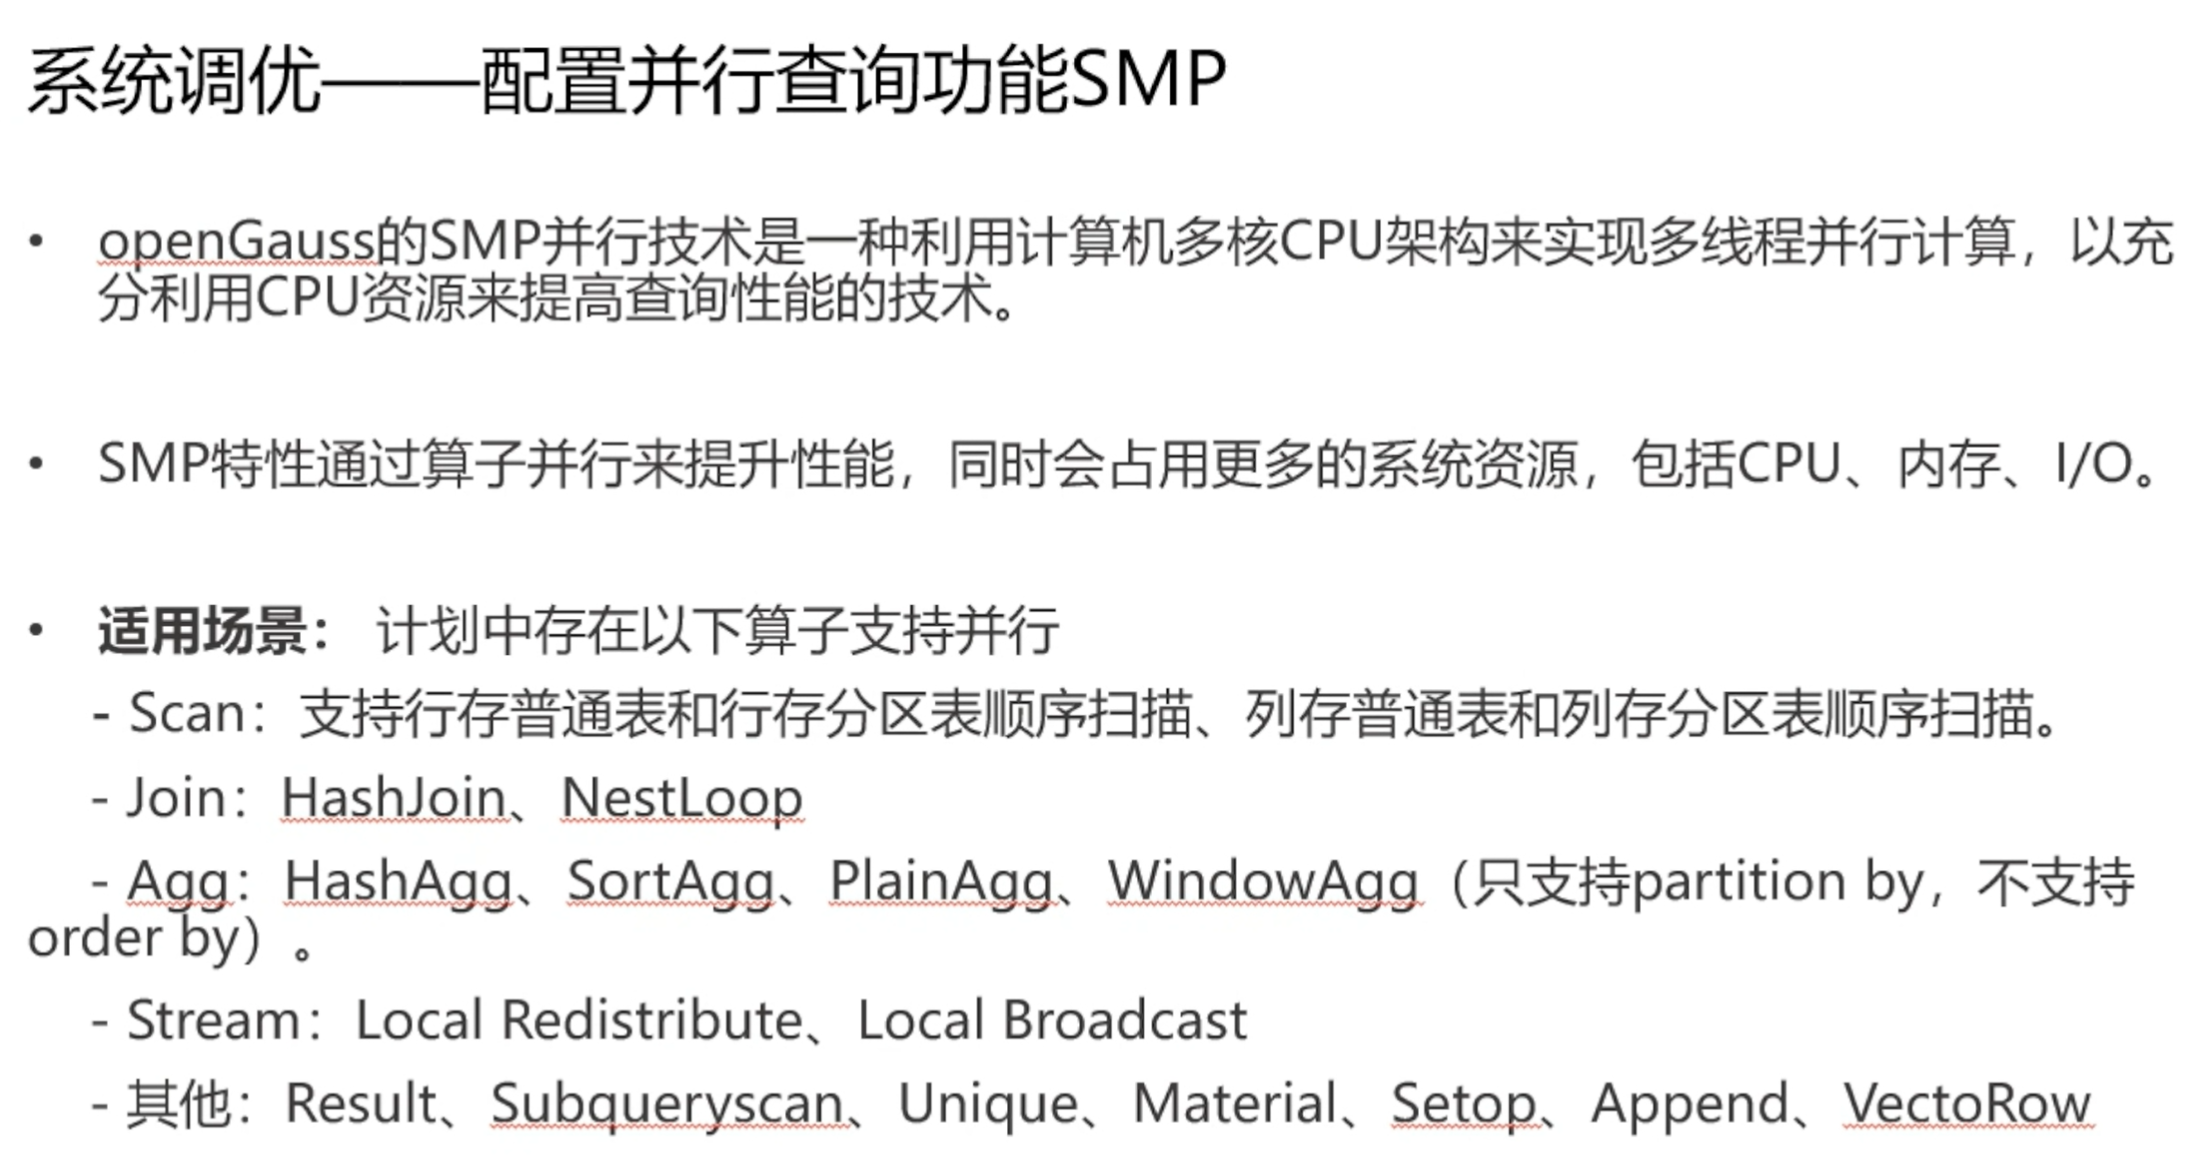 系统调优——配置并行查询功能SMP
• openGauss的SMP并行技术是一种利用计算机多核CPU架构来实现多线程并行计算，以充
分利用CPU资源来提高查询性能的技术。
• SMP特性通过算子并行来提升性能，同时会占用更多的系统资源，包括CPU、内存、I/O。
• 适用场景： 计划中存在以下算子支持并行
- Scan：支持行存普通表和行存分区表顺序扫描、列存普通表和列存分区表顺序扫描。
- Join：HashJoin、NestLoop
- Agg：HashAgg、SortAgg、PlainAgg、WindowAgg（只支持partition by，不支持
order by）。
- Stream：Local Redistribute、Local Broadcast
- 其他：Result、Subqueryscan、Unique、Material、Setop、Append、VectoRow